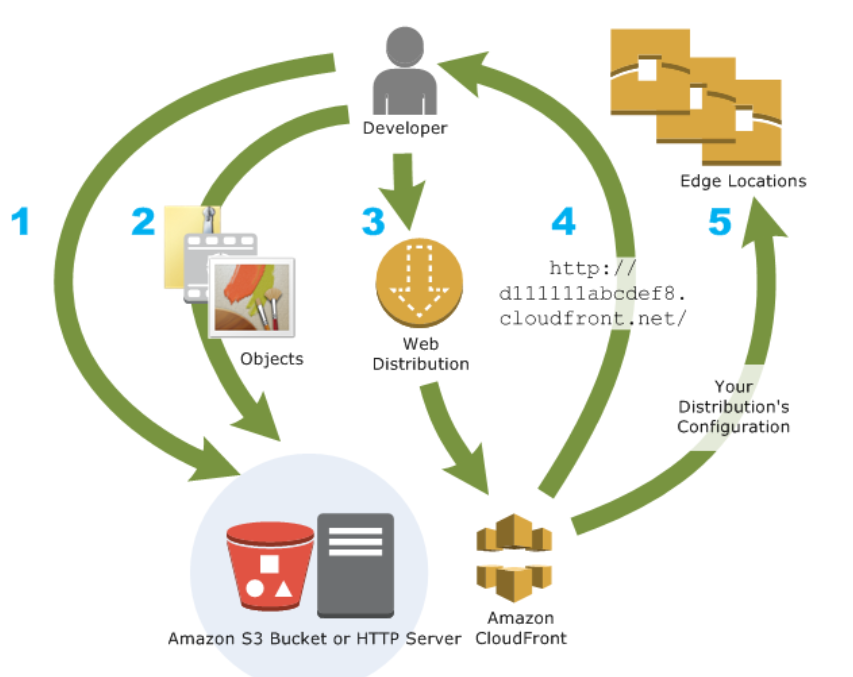 Developer
Edge Locations
1
2
3
4
5
http://
d111111abcdef8.
cloudfront.net/
Objects
Web
Distribution
Your
Distribution's
Configuration
Amazon S3 Bucket or HTTP Server
Amazon
CloudFront